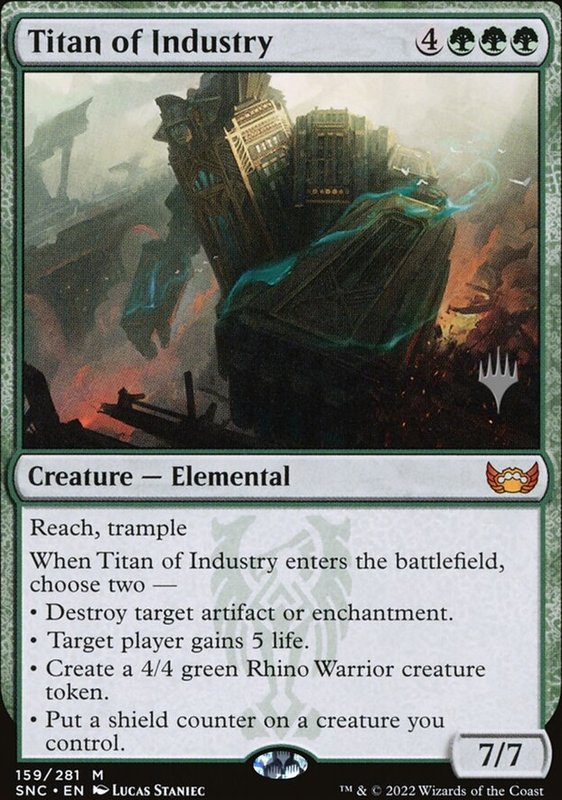 Titan of Industry 4
Creature — Elemental
Reach, trample
When Titan of Industry enters the battlefield,
choose two —
• Destroy target artifact or enchantment.
• Target player gains 5 life.
• Create a 4/4 green Rhino Warrior creature
token.
• Put a shield counter on a creature you
control.
7/7
159/281 M
SNC • EN Lucas Staniec
™ & © 2022 Wizards of the Coast